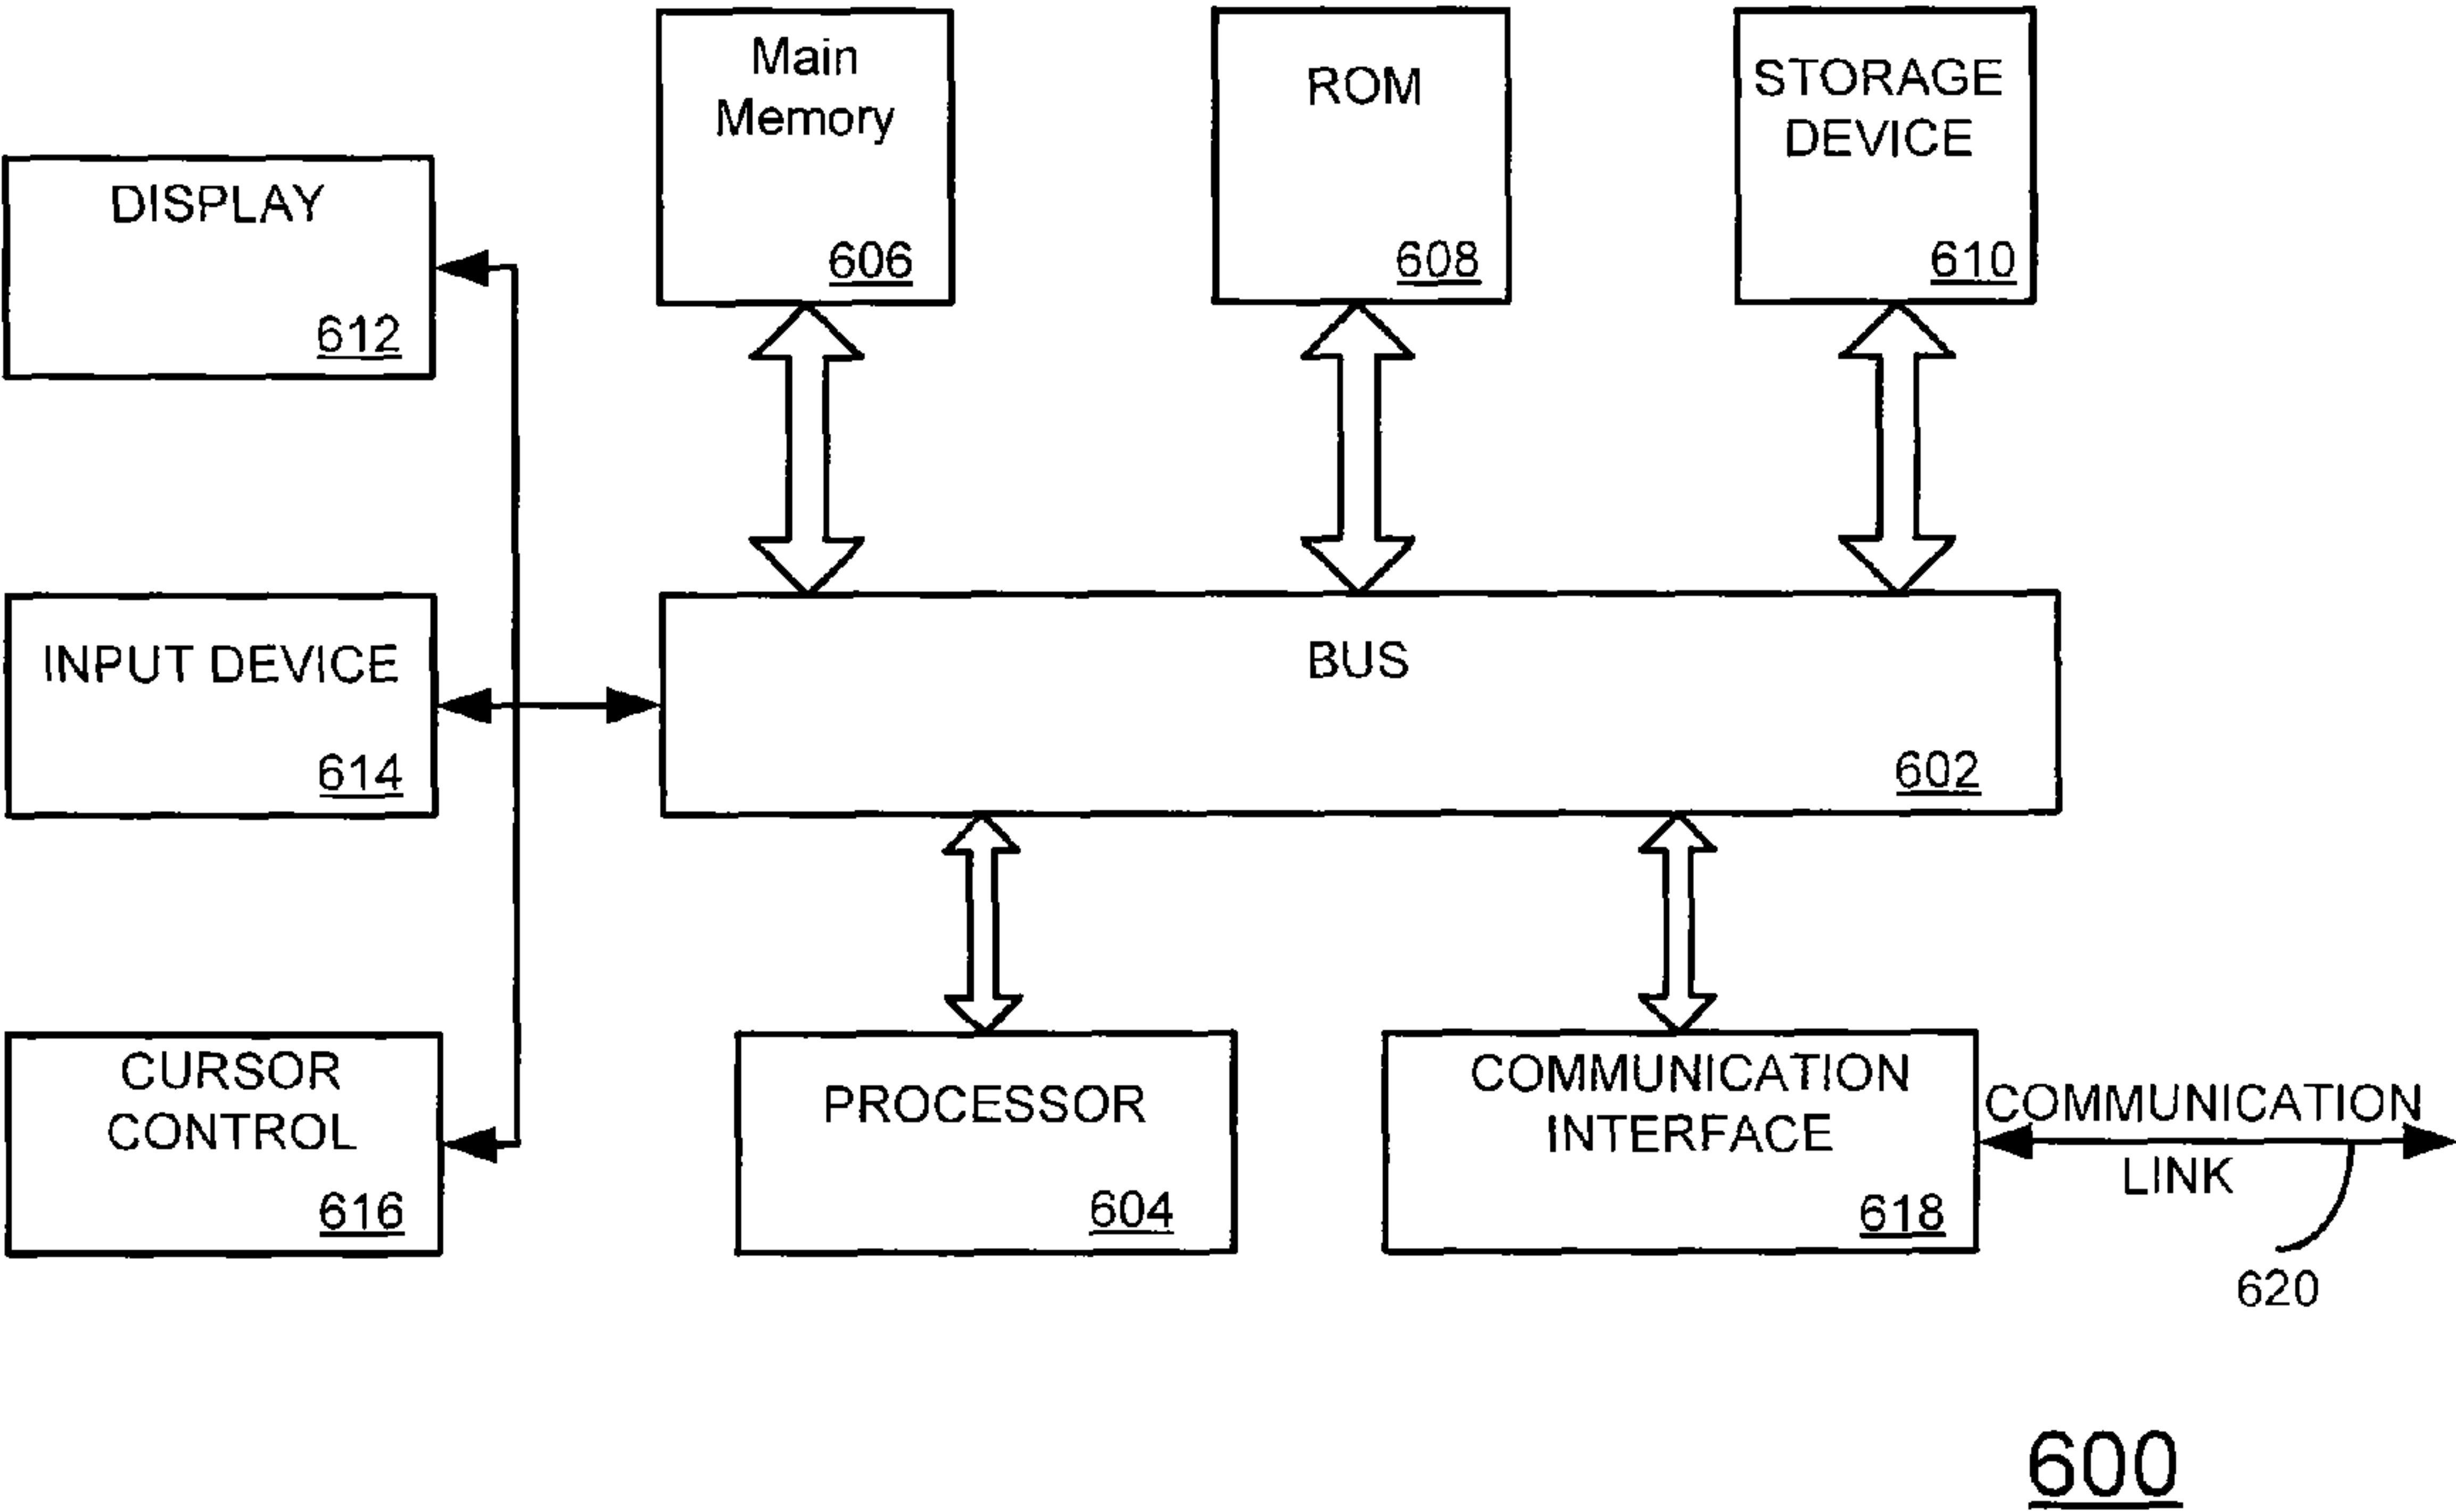 Main
Memory
606
ROM
608
STORAGE
DEVICE
610
DISPLAY
612
INPUT DEVICE
614
BUS
602
CURSOR
CONTROL
616
PROCESSOR
604
COMMUNICATION
INTERFACE
618
COMMUNICATION
LINK
620
600